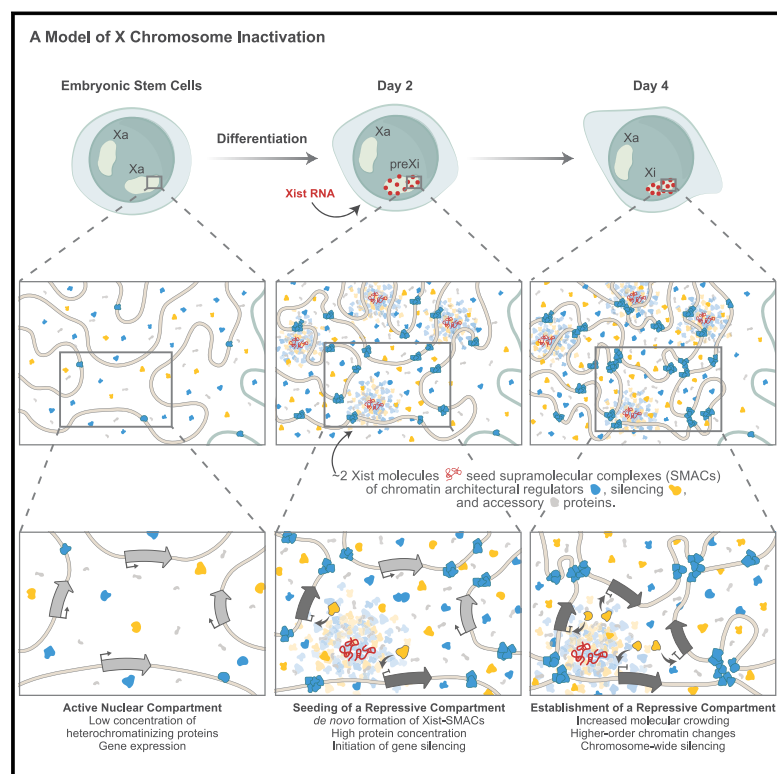 A Model of X Chromosome Inactivation
Embryonic Stem Cells
Day 2
Day 4
Differentiation
Xa
Xa
Xa
preXi
Xa
Xi
Xist RNA
~2 Xist molecules seed supramolecular complexes (SMACs)
of chromatin architectural regulators , silencing ,
and accessory proteins.
Active Nuclear Compartment
Low concentration of
heterochromatinizing proteins
Gene expression
Seeding of a Repressive Compartment
de novo formation of Xist-SMACs
High protein concentration
Initiation of gene silencing
Establishment of a Repressive Compartment
Increased molecular crowding
Higher-order chromatin changes
Chromosome-wide silencing